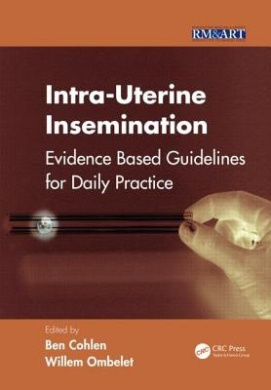 RM&ART
Intra-Uterine
Insemination
Evidence Based Guidelines
for Daily Practice
Edited by
Ben Cohlen
Willem Ombelet
CRC
CRC Press
Taylor & Francis Group